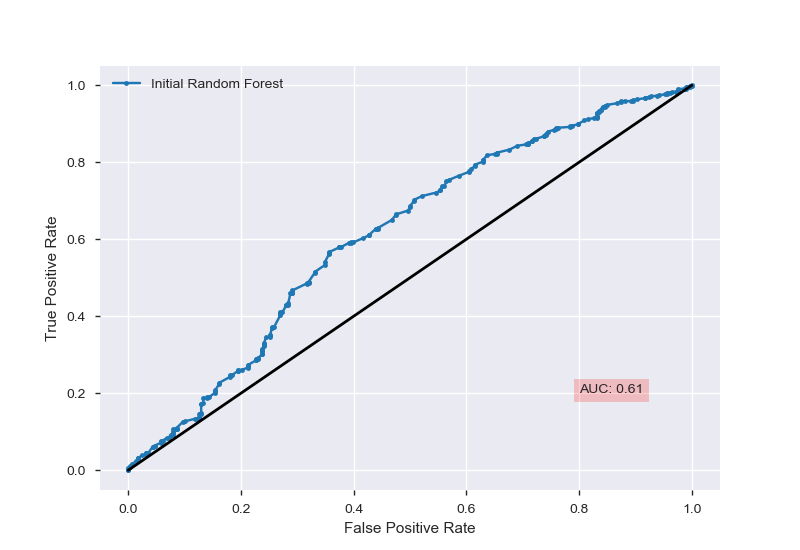 Initial Random Forest
1.0
0.8
0.6
0.4
0.2
0.0
True Positive Rate
AUC: 0.61
0.0 0.2 0.4 0.6 0.8 1.0
False Positive Rate